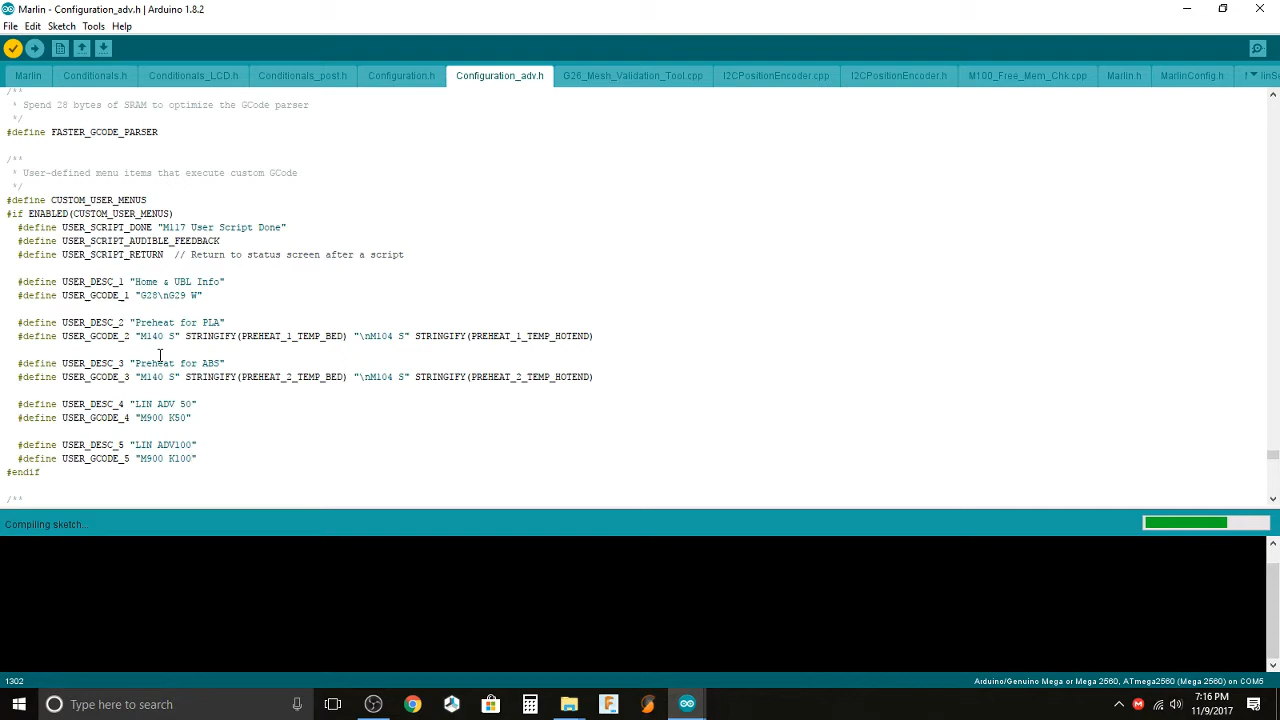 Marlin - Configuration_adv.h | Arduino 1.8.2
File Edit Sketch Tools Help
Marlin Conditionals.h Conditionals_LCD.h Conditionals_post.h Configuration.h Configuration_adv.h G26_Mesh_Validation_Tool.cpp I2CPositionEncoder.cpp I2CPositionEncoder.h M100_Free_Mem_Chk.cpp Marlin.h MarlinConfig.h
/**
* Spend 28 bytes of SRAM to optimize the GCode parser
*/
#define FASTER_GCODE_PARSER
/**
* User-defined menu items that execute custom GCode
*/
#define CUSTOM_USER_MENUS
#if ENABLED(CUSTOM_USER_MENUS)
#define USER_SCRIPT_DONE "M117 User Script Done"
#define USER_SCRIPT_AUDIBLE_FEEDBACK
#define USER_SCRIPT_RETURN // Return to status screen after a script
#define USER_DESC_1 "Home & UBL Info"
#define USER_GCODE_1 "G28\nG29 W"
#define USER_DESC_2 "Preheat for PLA"
#define USER_GCODE_2 "M140 S" STRINGIFY(PREHEAT_1_TEMP_BED) "\nM104 S" STRINGIFY(PREHEAT_1_TEMP_HOTEND)
#define USER_DESC_3 "Preheat for ABS"
#define USER_GCODE_3 "M140 S" STRINGIFY(PREHEAT_2_TEMP_BED) "\nM104 S" STRINGIFY(PREHEAT_2_TEMP_HOTEND)
#define USER_DESC_4 "LIN ADV 50"
#define USER_GCODE_4 "M900 K50"
#define USER_DESC_5 "LIN ADV100"
#define USER_GCODE_5 "M900 K100"
#endif
/**
Compiling sketch...
1302 Arduino/Genuino Mega or Mega 2560, ATmega2560 (Mega 2560) on COM5
Type here to search
7:16 PM
11/9/2017